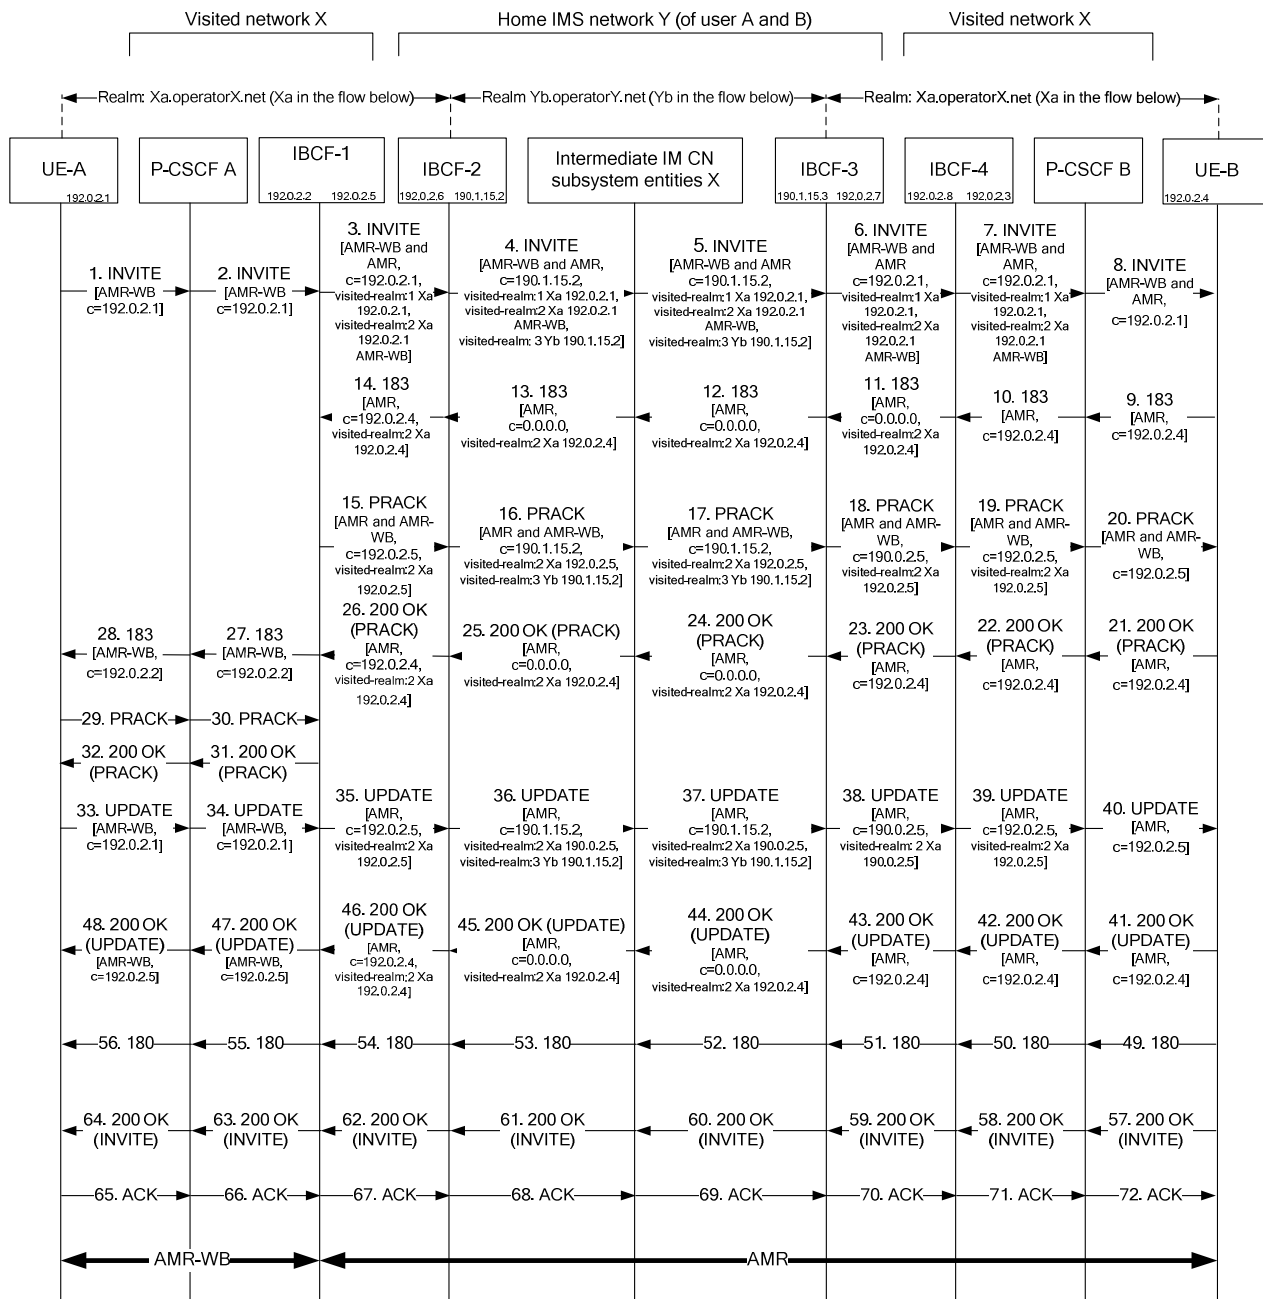 Visited network X
Home IMS network Y (of user A and B)
Visited network X
Realm: Xa.operatorX.net (Xa in the flow below)
Realm Yb.operatorY.net (Yb in the flow below)
Realm: Xa.operatorX.net (Xa in the flow below)
UE-A
192.0.2.1
P-CSCF A
IBCF-1
192.0.2.2
192.0.2.5
IBCF-2
192.0.2.6
190.1.15.2
Intermediate IM CN
subsystem entities X
IBCF-3
190.1.15.3
192.0.2.7
IBCF-4
192.0.2.8
192.0.2.3
P-CSCF B
UE-B
192.0.2.4
1. INVITE
[AMR-WB
c=192.0.2.1]
2. INVITE
[AMR-WB
c=192.0.2.1]
3. INVITE
[AMR-WB and
AMR,
c=192.0.2.1,
visited-realm:1 Xa
192.0.2.1,
visited-realm:2 Xa
192.0.2.1
AMR-WB]
4. INVITE
[AMR-WB and AMR,
c=190.1.15.2,
visited-realm:1 Xa 192.0.2.1,
visited-realm:2 Xa 192.0.2.1
AMR-WB,
visited-realm: 3 Yb 190.1.15.2]
5. INVITE
[AMR-WB and AMR
c=190.1.15.2,
visited-realm:1 Xa 192.0.2.1,
visited-realm:2 Xa 192.0.2.1
AMR-WB,
visited-realm:3 Yb 190.1.15.2]
6. INVITE
[AMR-WB and
AMR
c=192.0.2.1,
visited-realm:1 Xa
192.0.2.1,
visited-realm:2 Xa
192.0.2.1
AMR-WB]
7. INVITE
[AMR-WB and
AMR,
c=192.0.2.1,
visited-realm:1 Xa
192.0.2.1,
visited-realm:2 Xa
192.0.2.1
AMR-WB]
8. INVITE
[AMR-WB and
AMR,
c=192.0.2.1]
14. 183
[AMR,
c=192.0.2.4,
visited-realm:2 Xa
192.0.2.4]
13. 183
[AMR,
c=0.0.0.0,
visited-realm:2 Xa 192.0.2.4]
12. 183
[AMR,
c=0.0.0.0,
visited-realm:2 Xa 192.0.2.4]
11. 183
[AMR,
c=0.0.0.0,
visited-realm:2 Xa
192.0.2.4]
10. 183
[AMR,
c=192.0.2.4]
9. 183
[AMR,
c=192.0.2.4]
15. PRACK
[AMR and AMR-
WB,
c=192.0.2.5,
visited-realm:2 Xa
192.0.2.5]
16. PRACK
[AMR and AMR-WB,
c=190.1.15.2,
visited-realm:2 Xa 192.0.2.5,
visited-realm:3 Yb 190.1.15.2]
17. PRACK
[AMR and AMR-WB,
c=190.1.15.2,
visited-realm:2 Xa 192.0.2.5,
visited-realm:3 Yb 190.1.15.2]
18. PRACK
[AMR and AMR-
WB,
c=190.0.2.5,
visited-realm:2 Xa
192.0.2.5]
19. PRACK
[AMR and AMR-
WB,
c=192.0.2.5,
visited-realm:2 Xa
192.0.2.5]
20. PRACK
[AMR and AMR-
WB,
c=192.0.2.5]
28. 183
[AMR-WB,
c=192.0.2.2]
27. 183
[AMR-WB,
c=192.0.2.2]
26. 200 OK
(PRACK)
[AMR,
c=192.0.2.4,
visited-realm:2 Xa
192.0.2.4]
25. 200 OK (PRACK)
[AMR,
c=0.0.0.0,
visited-realm:2 Xa 192.0.2.4]
24. 200 OK
(PRACK)
[AMR,
c=0.0.0.0,
visited-realm:2 Xa 192.0.2.4]
23. 200 OK
(PRACK)
[AMR,
c=192.0.2.4]
22. 200 OK
(PRACK)
[AMR,
c=192.0.2.4]
21. 200 OK
(PRACK)
[AMR,
c=192.0.2.4]
29. PRACK
30. PRACK
32. 200 OK
(PRACK)
31. 200 OK
(PRACK)
33. UPDATE
[AMR-WB,
c=192.0.2.1]
34. UPDATE
[AMR-WB,
c=192.0.2.1]
35. UPDATE
[AMR,
c=192.0.2.5,
visited-realm:2 Xa
192.0.2.5]
36. UPDATE
[AMR,
c=190.1.15.2,
visited-realm:2 Xa 190.0.2.5,
visited-realm:3 Yb 190.1.15.2]
37. UPDATE
[AMR,
c=190.1.15.2,
visited-realm:2 Xa 190.0.2.5,
visited-realm:3 Yb 190.1.15.2]
38. UPDATE
[AMR,
c=190.0.2.5,
visited-realm: 2 Xa
190.0.2.5]
39. UPDATE
[AMR,
c=192.0.2.5,
visited-realm:2 Xa
192.0.2.5]
40. UPDATE
[AMR,
c=192.0.2.5]
48. 200 OK
(UPDATE)
[AMR-WB,
c=192.0.2.5]
47. 200 OK
(UPDATE)
[AMR-WB,
c=192.0.2.5]
46. 200 OK
(UPDATE)
[AMR,
c=192.0.2.4,
visited-realm;2 Xa
192.0.2.4]
45. 200 OK (UPDATE)
[AMR,
c=0.0.0.0,
visited-realm:2 Xa 192.0.2.4]
44. 200 OK
(UPDATE)
[AMR,
c=0.0.0.0,
visited-realm:2 Xa 192.0.2.4]
43. 200 OK
(UPDATE)
[AMR,
c=192.0.2.4]
42. 200 OK
(UPDATE)
[AMR,
c=192.0.2.4]
41. 200 OK
(UPDATE)
[AMR,
c=192.0.2.4]
56. 180
55. 180
54. 180
53. 180
52. 180
51. 180
50. 180
49. 180
64. 200 OK
(INVITE)
63. 200 OK
(INVITE)
62. 200 OK
(INVITE)
61. 200 OK
(INVITE)
60. 200 OK
(INVITE)
59. 200 OK
(INVITE)
58. 200 OK
(INVITE)
57. 200 OK
(INVITE)
65. ACK
66. ACK
67. ACK
68. ACK
69. ACK
70. ACK
71. ACK
72. ACK
AMR-WB
AMR